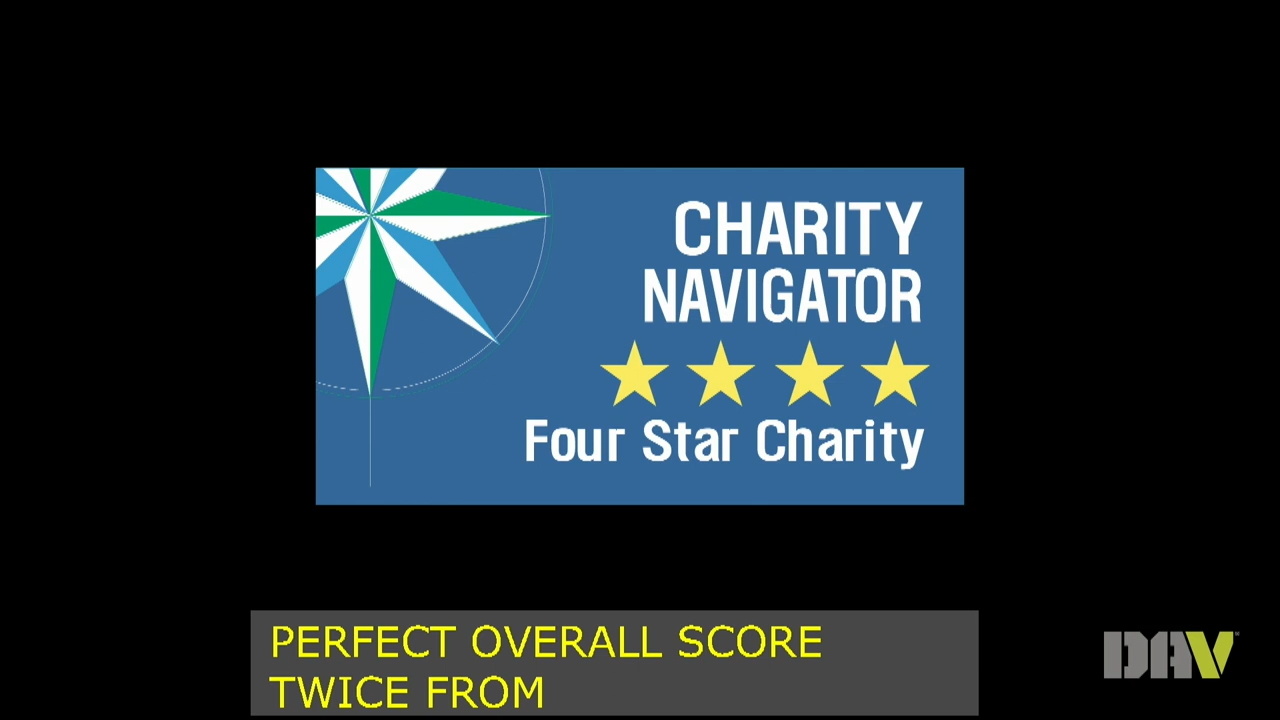 CHARITY
NAVIGATOR
Four Star Charity
PERFECT OVERALL SCORE
TWICE FROM
DAV